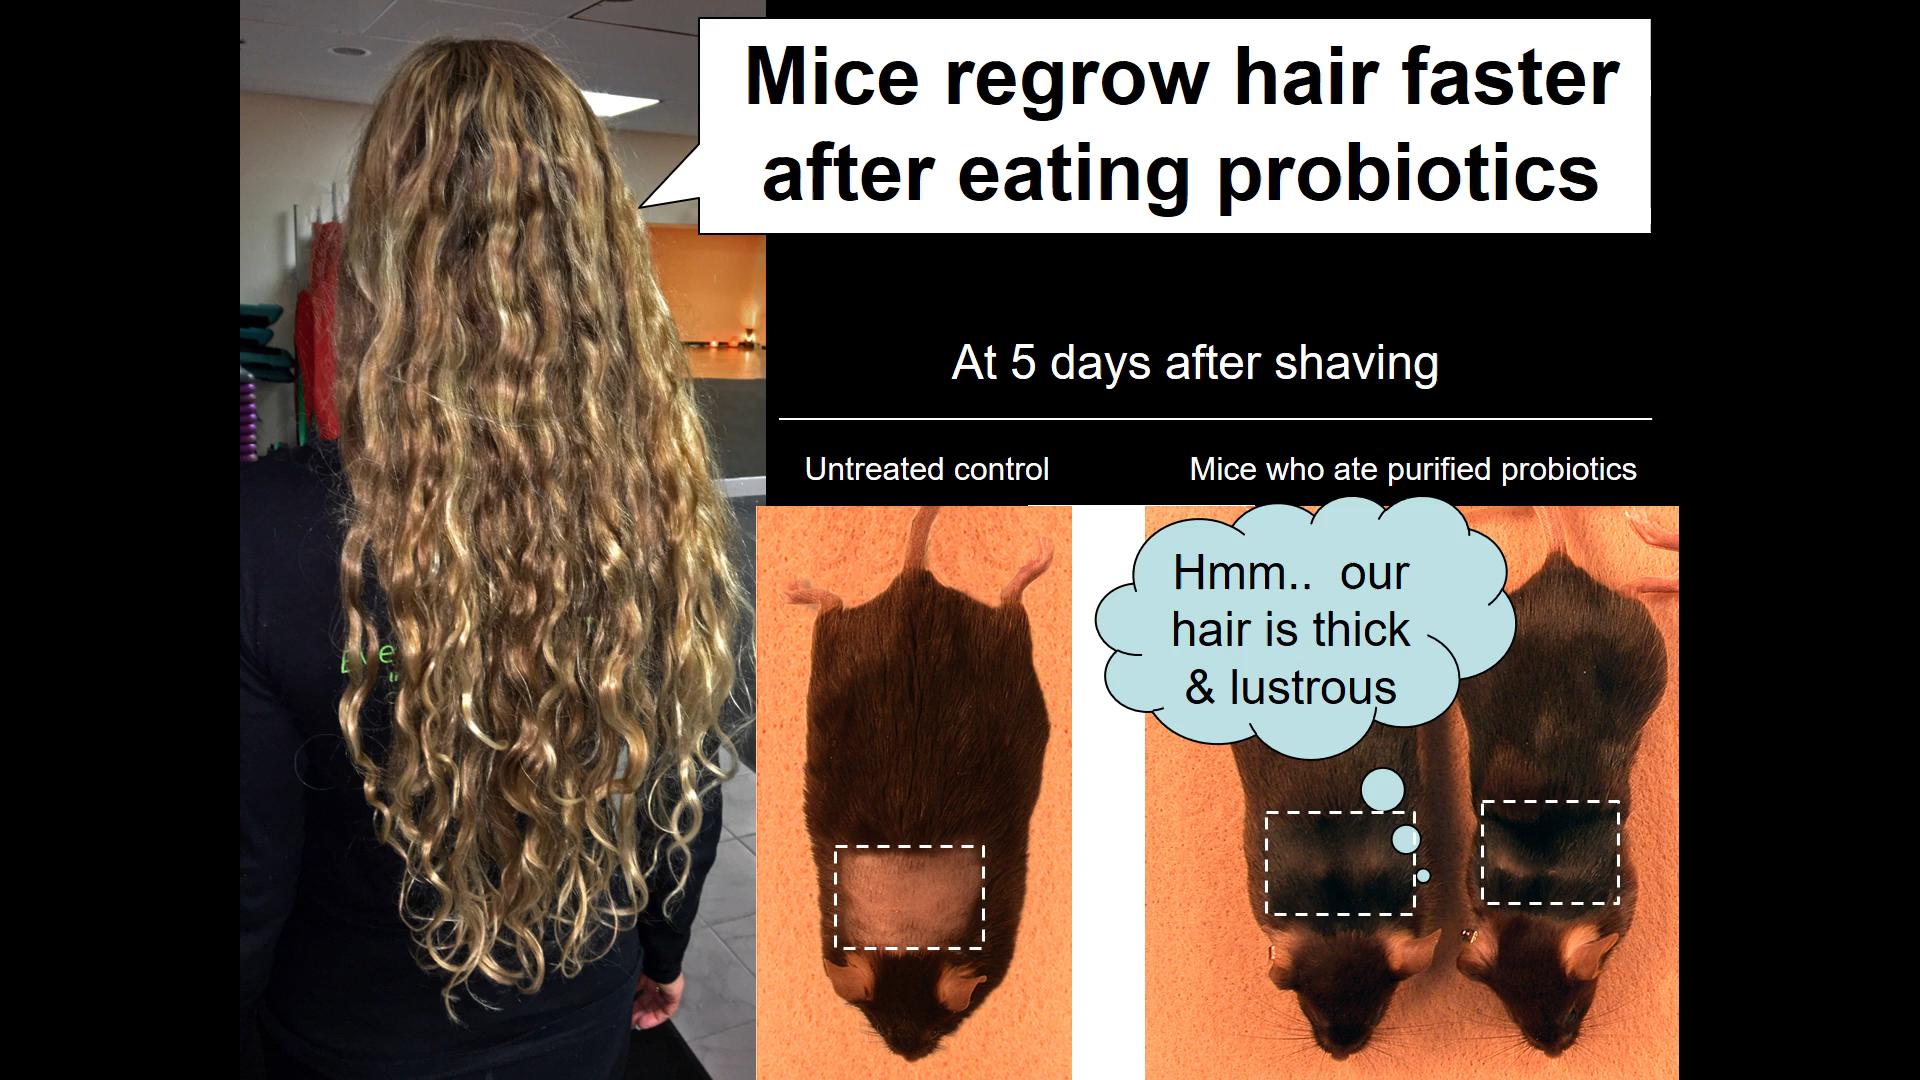 Mice regrow hair faster
after eating probiotics
At 5 days after shaving
Untreated control
Mice who ate purified probiotics
Hmm.. our
hair is thick
& lustrous